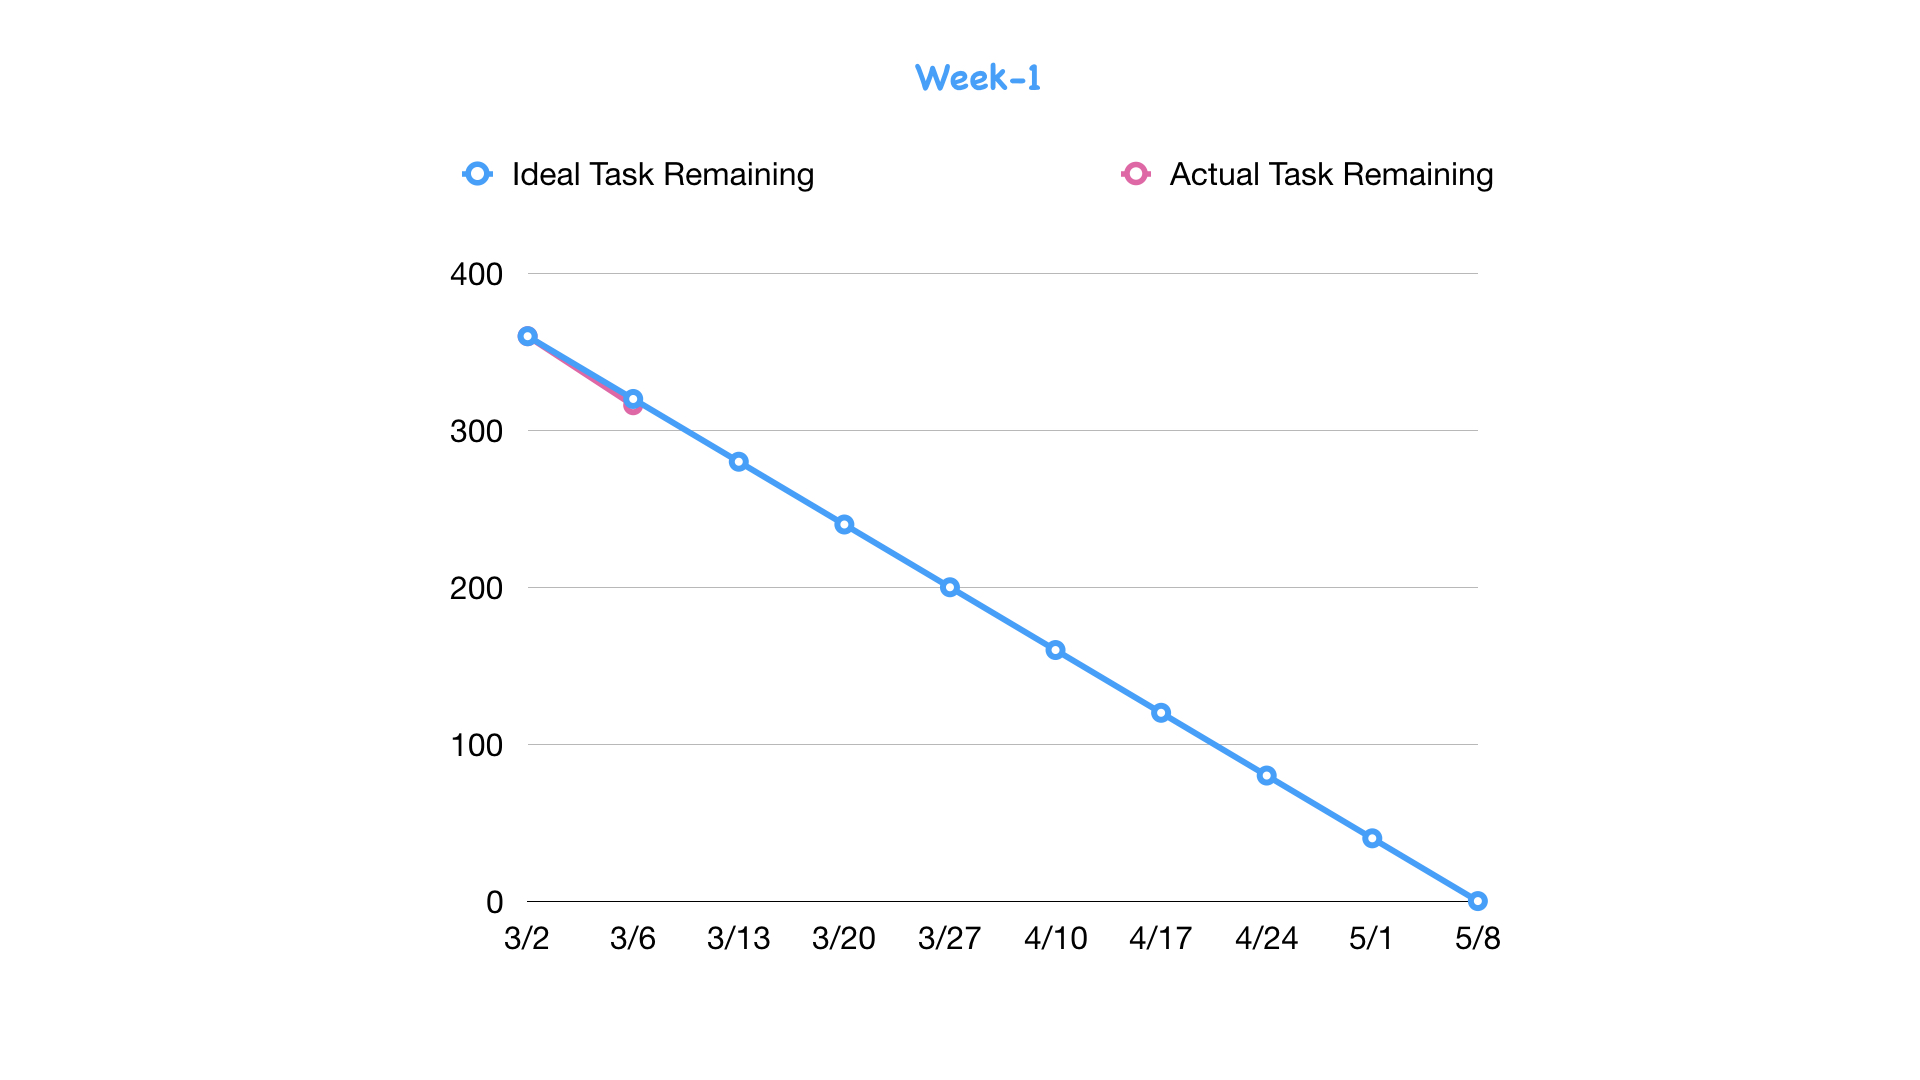 Week-1
Ideal Task Remaining Actual Task Remaining
400
300
200
100
0
3/2 3/6 3/13 3/20 3/27 4/10 4/17 4/24 5/1 5/8